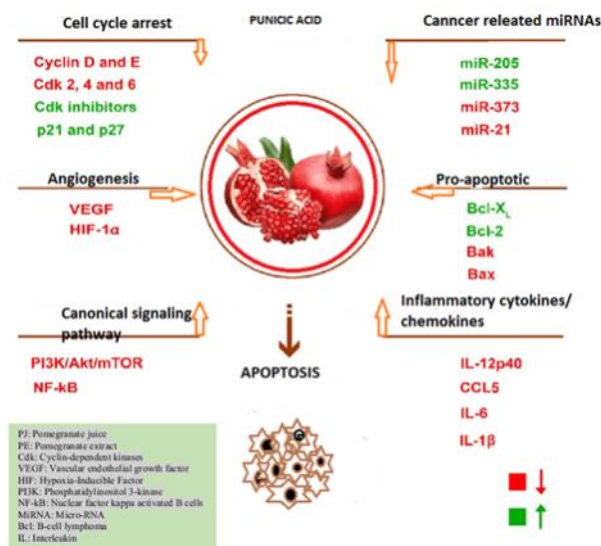 Cell cycle arrest
PUNICIC ACID
Canncer releated miRNAs
Cyclin D and E
Cdk 2, 4 and 6
Cdk inhibitors
p21 and p27
miR-205
miR-335
miR-373
miR-21
Angiogenesis
VEGF
HIF-1α
Pro-apoptotic
Bcl-XL
Bcl-2
Bak
Bax
Canonical signaling
pathway
PI3K/Akt/mTOR
NF-kB
APOPTOSIS
Inflammatory cytokines/
chemokines
IL-12p40
CCL5
IL-6
IL-1β
PJ: Pomegranate juice
PE: Pomegranate extract
Cdk: Cyclin-dependent kinases
VEGF: Vascular endothelial growth factor
HIF: Hypoxia-Inducible Factor
PI3K: Phosphatidylinositol 3-kinase
NF-kB: Nuclear factor kappa activated B cells
MiRNA: Micro-RNA
Bcl: B-cell lymphoma
IL: Interleukin